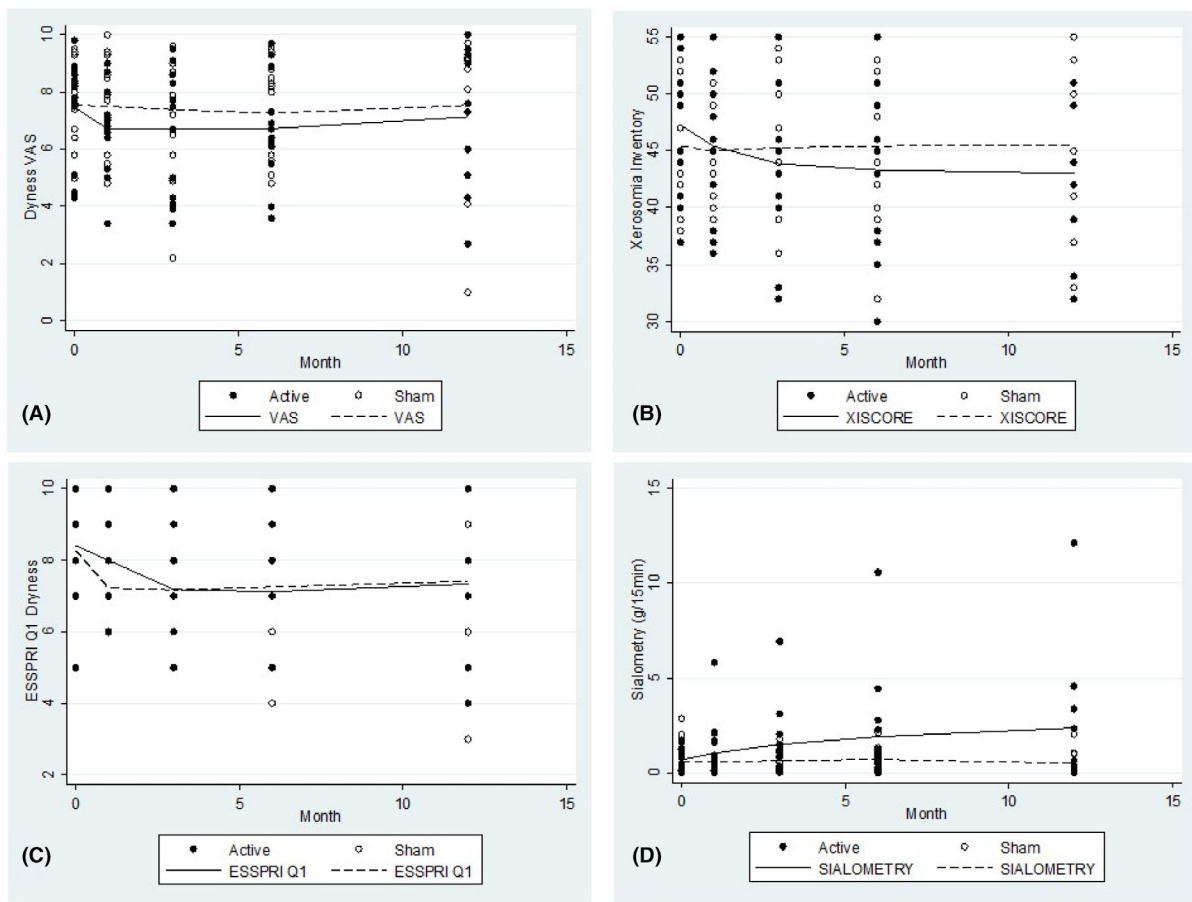 10
8
6
4
2
0
Dyness VAS
0 5 10 15
Month
Active Sham
VAS VAS
(A)
55
50
45
40
35
30
Xerosomia Inventory
0 5 10 15
Month
Active Sham
XISCORE XISCORE
(B)
10
8
6
4
2
ESSPRI Q1 Dryness
0 5 10 15
Month
Active Sham
ESSPRI Q1 ESSPRI Q1
(C)
15
10
5
0
Sialometry (g/15min)
0 5 10 15
Month
Active Sham
SIALOMETRY SIALOMETRY
(D)